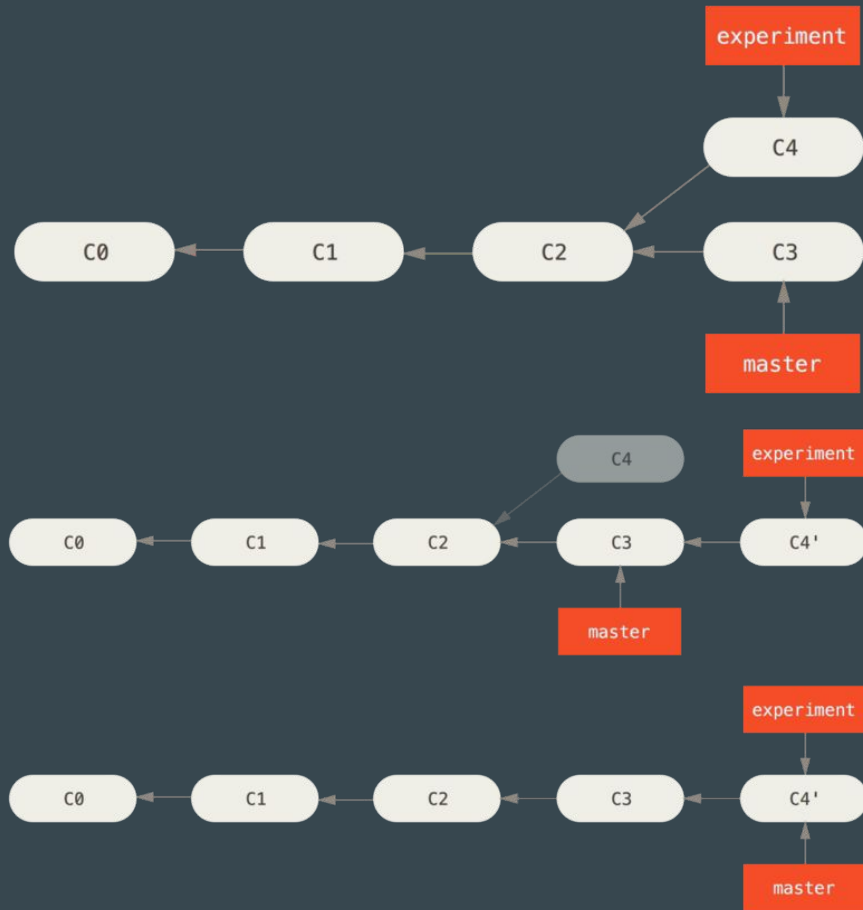 experiment
C4
C0 C1 C2 C3
master
C4 experiment
C0 C1 C2 C3 C4'
master
experiment
C0 C1 C2 C3 C4'
master